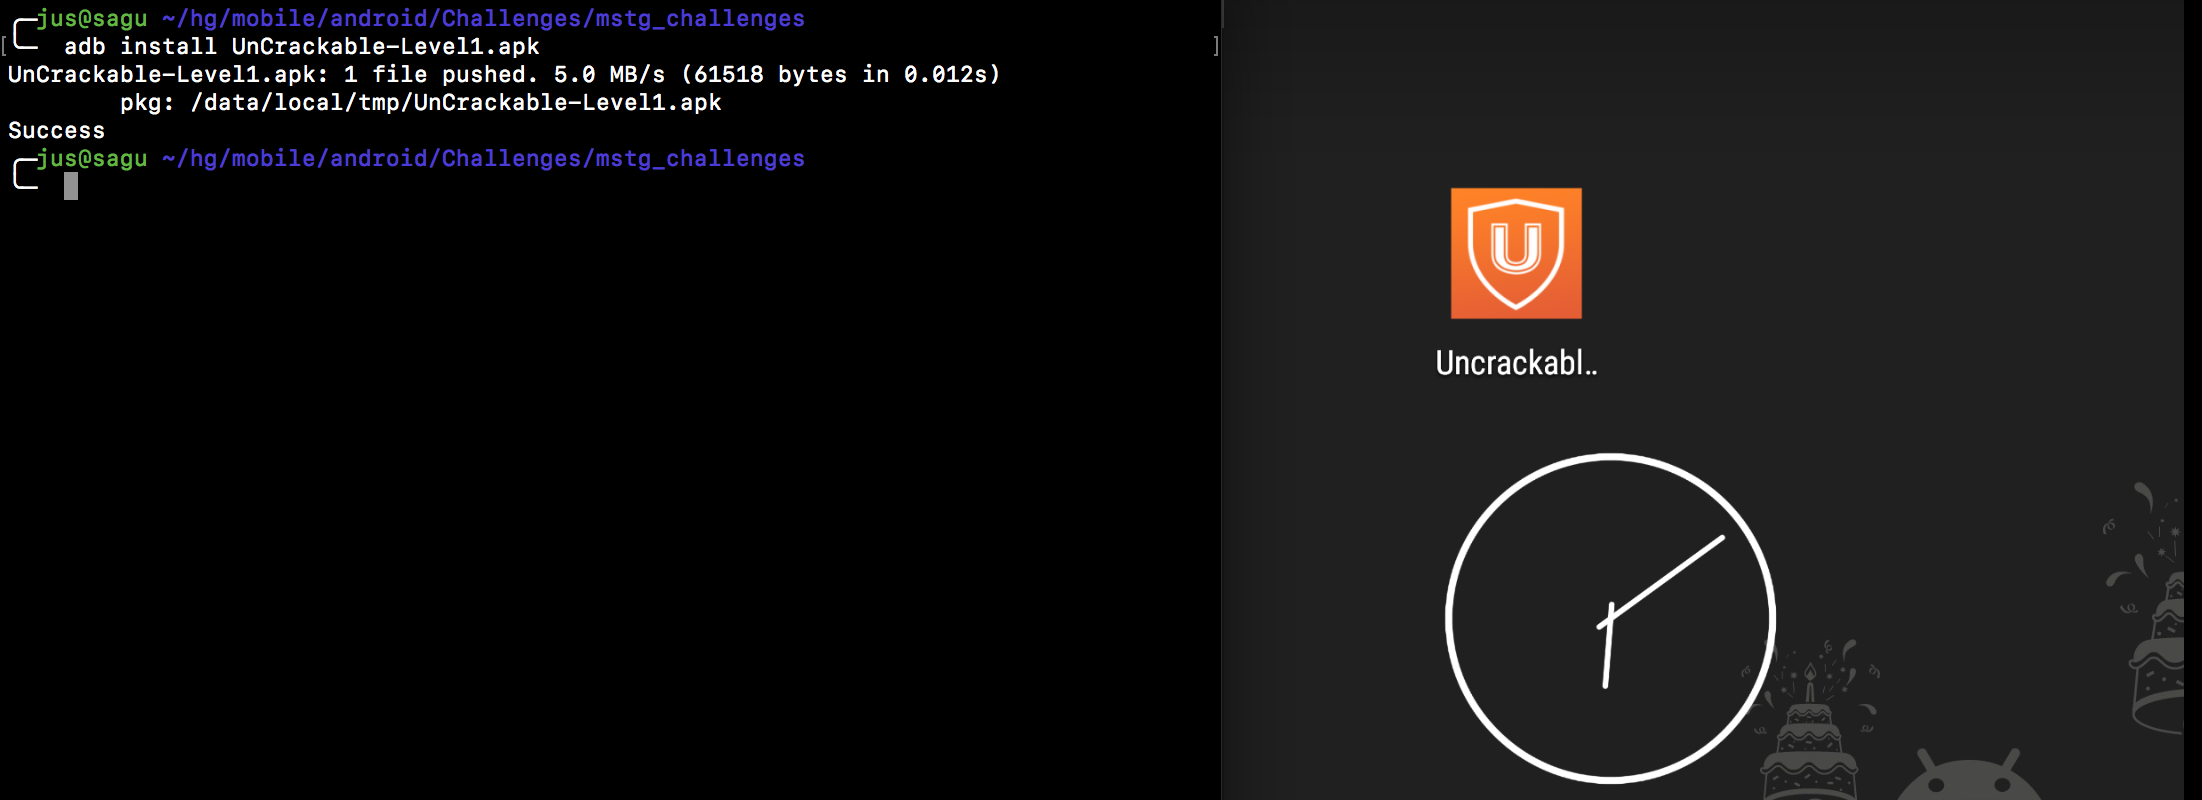 jus@sagu ~/hg/mobile/android/Challenges/mstg_challenges
[ adb install UnCrackable-Level1.apk ]
UnCrackable-Level1.apk: 1 file pushed. 5.0 MB/s (61518 bytes in 0.012s)
pkg: /data/local/tmp/UnCrackable-Level1.apk
Success
jus@sagu ~/hg/mobile/android/Challenges/mstg_challenges
U
Uncrackabl..